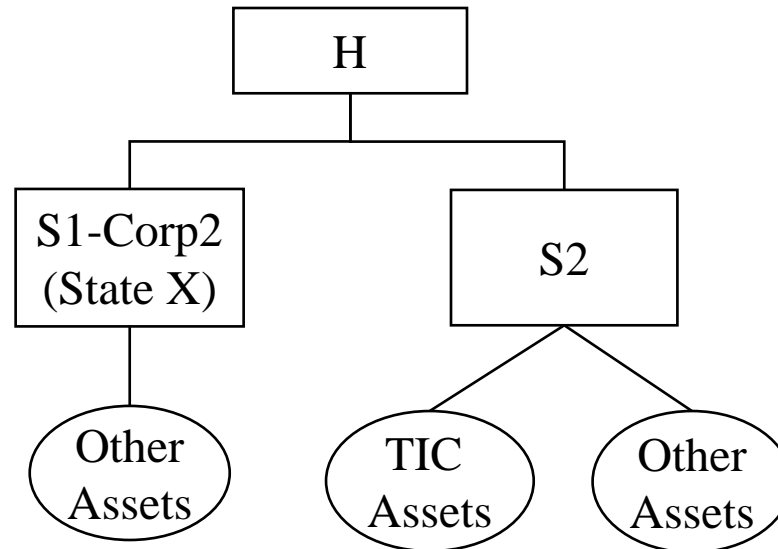 H
S1-Corp2
(State X)
S2
Other
Assets
TIC
Assets
Other
Assets